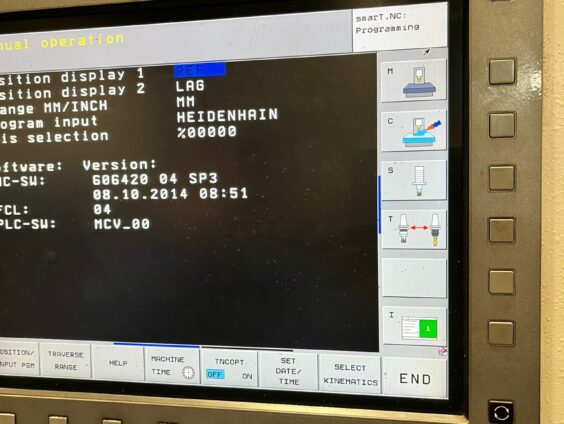 nual operation
smarT.NC:
Programming
sition display 1 REF
sition display 2 LAG
ange MM/INCH MM
ogram input HEIDENHAIN
is selection %00000
oftware: Version:
C-SW: 606420 04 SP3
08.10.2014 08:51
FCL: 04
PLC-SW: MCV_00
M
C
S
T
I
OSITION/
NPUT PGM
TRAVERSE
RANGE
HELP
MACHINE
TIME
TNCOPT
OFF ON
SET
DATE/
TIME
SELECT
KINEMATICS
END